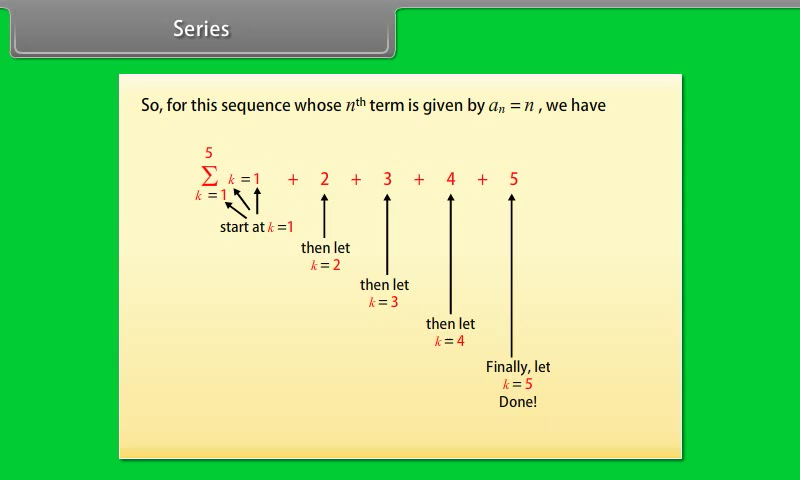 Series
So, for this sequence whose nth term is given by aₙ = n , we have
5
Σ k = 1 + 2 + 3 + 4 + 5
k = 1
start at k =1
then let
k = 2
then let
k = 3
then let
k = 4
Finally, let
k = 5
Done!